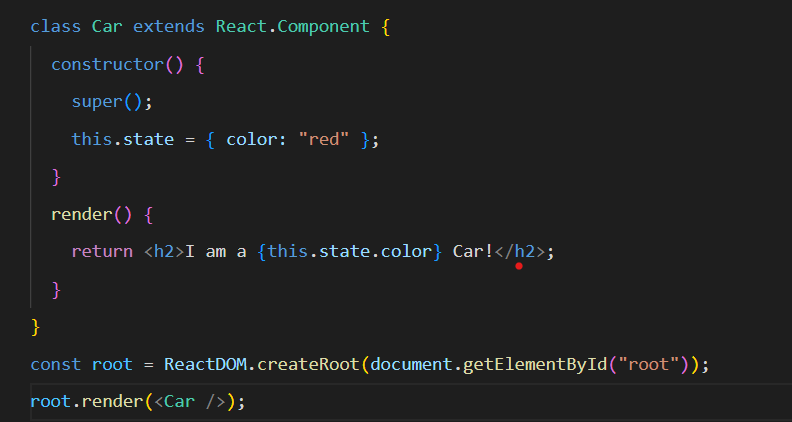 class Car extends React.Component {
constructor() {
super();
this.state = { color: "red" };
}
render() {
return <h2>I am a {this.state.color} Car!</h2>;
}
}
const root = ReactDOM.createRoot(document.getElementById("root"));
root.render(<Car />);